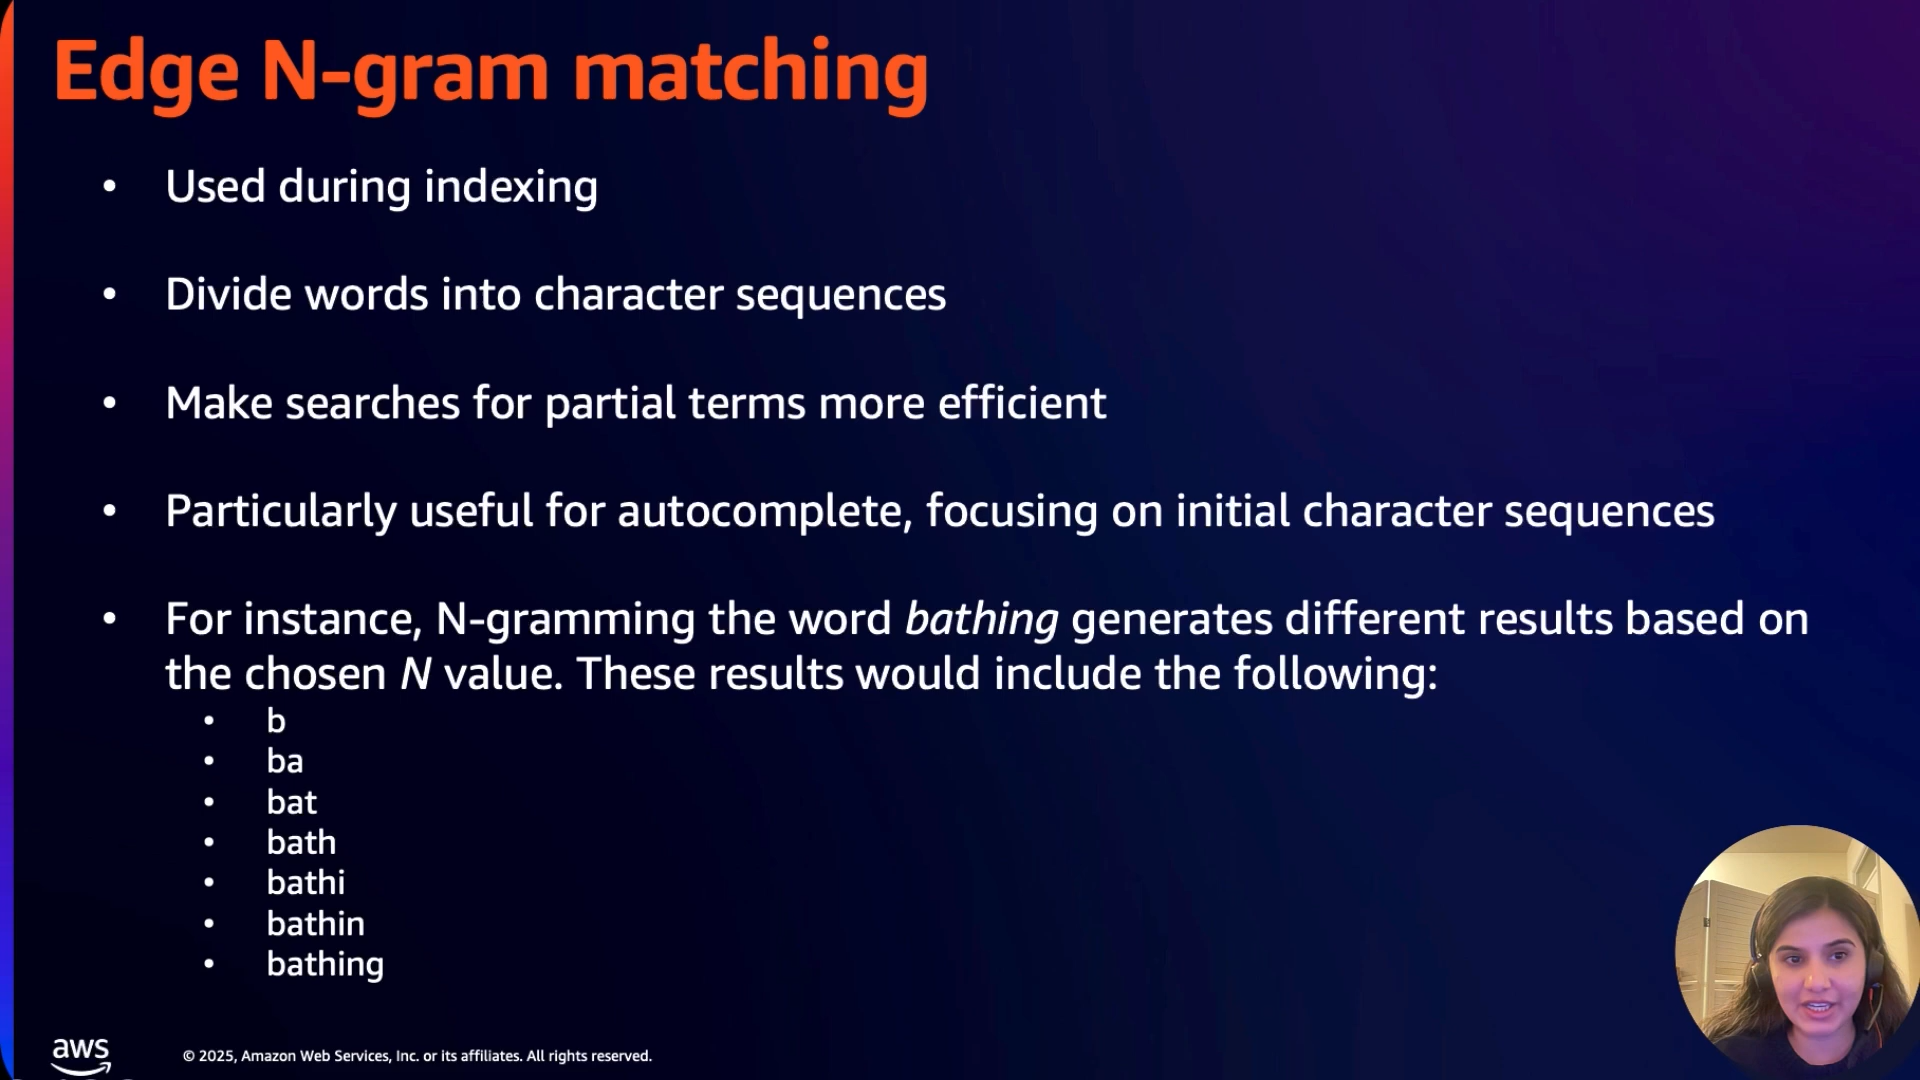 Edge N-gram matching
• Used during indexing
• Divide words into character sequences
• Make searches for partial terms more efficient
• Particularly useful for autocomplete, focusing on initial character sequences
• For instance, N-gramming the word bathing generates different results based on
the chosen N value. These results would include the following:
• b
• ba
• bat
• bath
• bathi
• bathin
• bathing
aws
© 2025, Amazon Web Services, Inc. or its affiliates. All rights reserved.